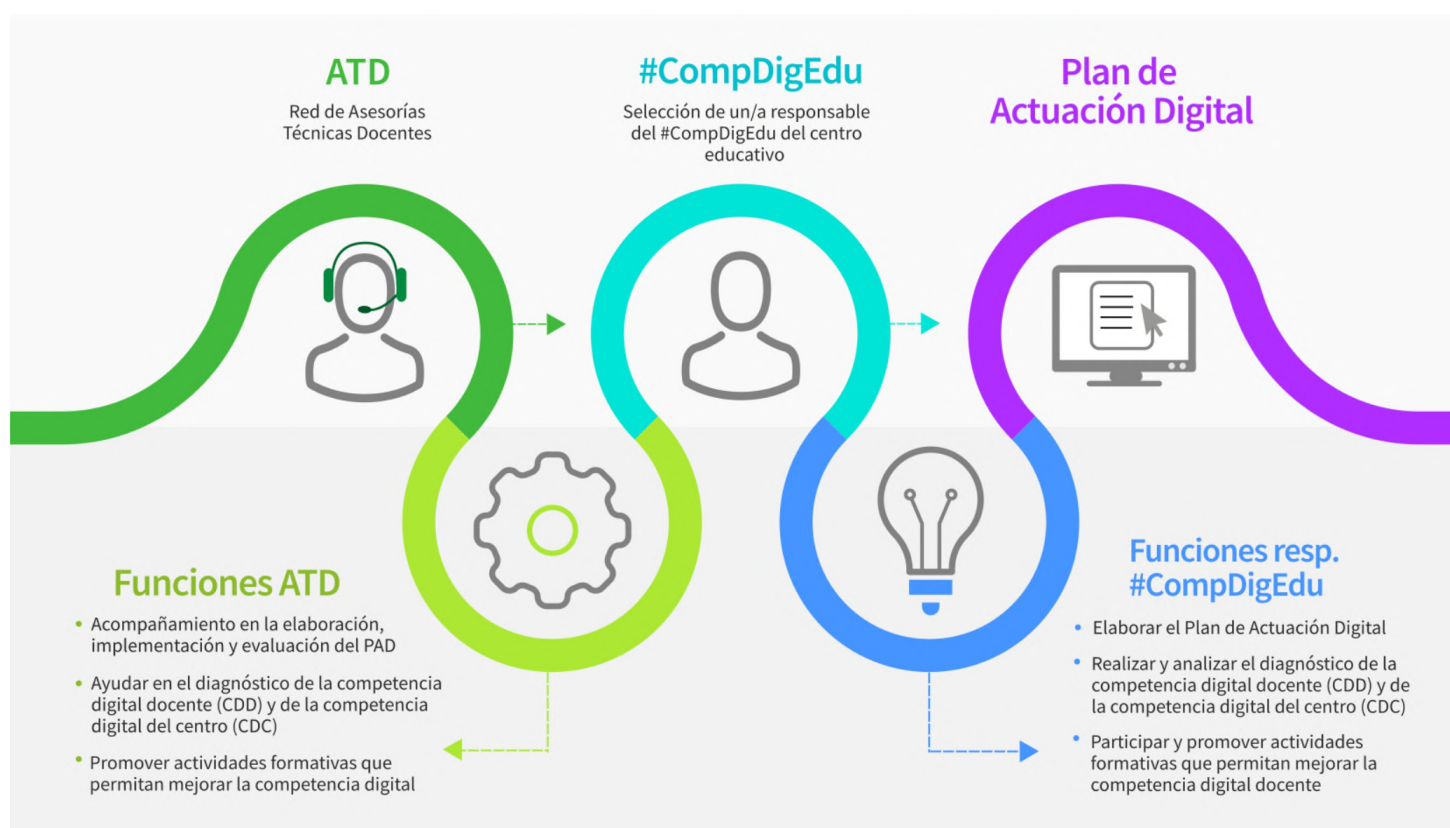 ATD
Red de Asesorías
Técnicas Docentes
#CompDigEdu
Selección de un/a responsable
del #CompDigEdu del centro
educativo
Plan de
Actuación Digital
Funciones ATD
• Acompañamiento en la elaboración,
implementación y evaluación del PAD
• Ayudar en el diagnóstico de la competencia
digital docente (CDD) y de la competencia
digital del centro (CDC)
• Promover actividades formativas que
permitan mejorar la competencia digital
Funciones resp.
#CompDigEdu
• Elaborar el Plan de Actuación Digital
• Realizar y analizar el diagnóstico de la
competencia digital docente (CDD) y de
la competencia digital del centro (CDC)
• Participar y promover actividades
formativas que permitan mejorar la
competencia digital docente